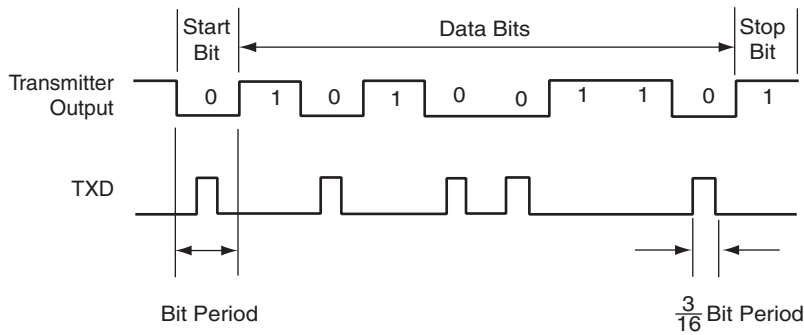 Start Bit
Data Bits
Stop Bit
Transmitter Output
0 1 0 1 0 0 1 1 0 1
TXD
Bit Period
3/16 Bit Period